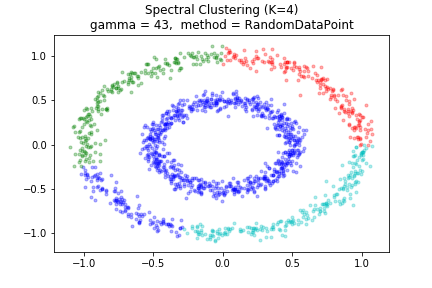 Spectral Clustering (K=4)
gamma = 43,  method = RandomDataPoint
1.0
0.5
0.0
−0.5
−1.0
−1.0 −0.5 0.0 0.5 1.0